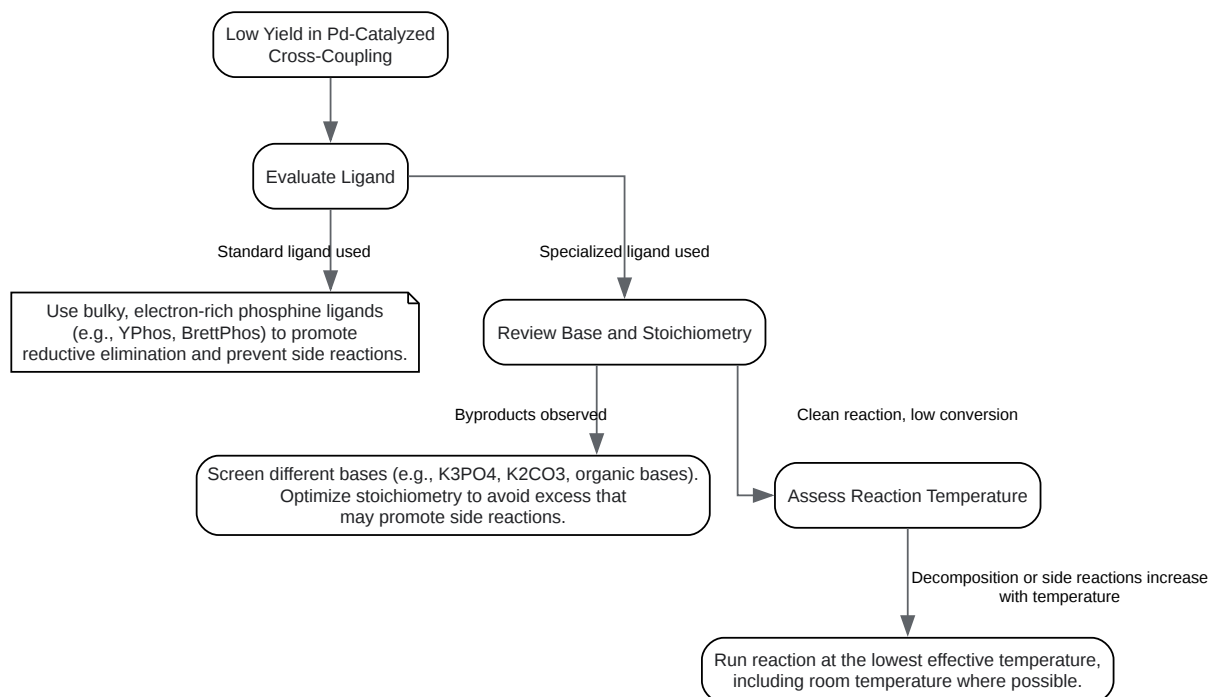 Low Yield in Pd-Catalyzed
Cross-Coupling
Evaluate Ligand
Standard ligand used
Specialized ligand used
Use bulky, electron-rich phosphine ligands
(e.g., YPhos, BrettPhos) to promote
reductive elimination and prevent side reactions.
Review Base and Stoichiometry
Byproducts observed
Clean reaction, low conversion
Screen different bases (e.g., K3PO4, K2CO3, organic bases).
Optimize stoichiometry to avoid excess that
may promote side reactions.
Assess Reaction Temperature
Decomposition or side reactions increase
with temperature
Run reaction at the lowest effective temperature,
including room temperature where possible.